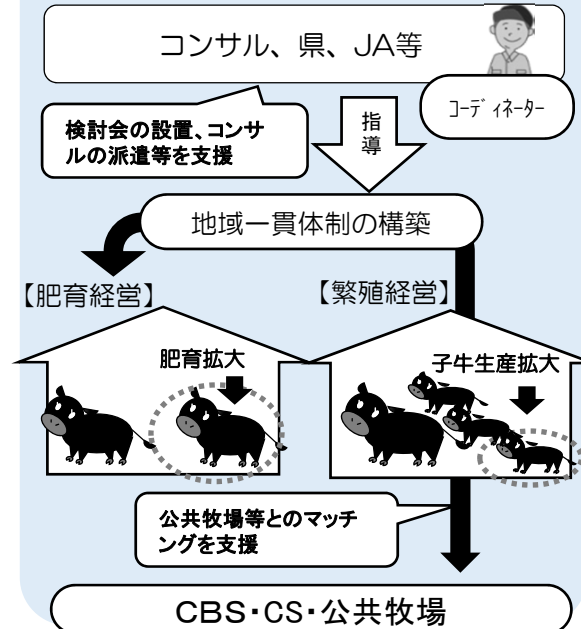 コンサル、県、JA等
コーディネーター
検討会の設置、コンサ
ルの派遣等を支援
指
導
地域一貫体制の構築
【肥育経営】
【繁殖経営】
肥育拡大
子牛生産拡大
公共牧場等とのマッチ
ングを支援
CBS・CS・公共牧場